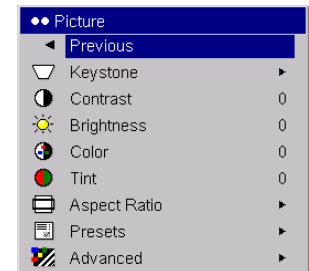 Picture
Previous
Keystone
Contrast 0
Brightness 0
Color 0
Tint 0
Aspect Ratio
Presets
Advanced